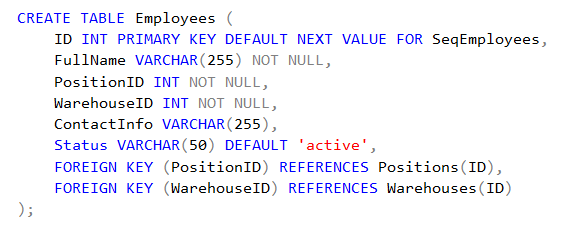 CREATE TABLE Employees (
    ID INT PRIMARY KEY DEFAULT NEXT VALUE FOR SeqEmployees,
    FullName VARCHAR(255) NOT NULL,
    PositionID INT NOT NULL,
    WarehouseID INT NOT NULL,
    ContactInfo VARCHAR(255),
    Status VARCHAR(50) DEFAULT 'active',
    FOREIGN KEY (PositionID) REFERENCES Positions(ID),
    FOREIGN KEY (WarehouseID) REFERENCES Warehouses(ID)
);